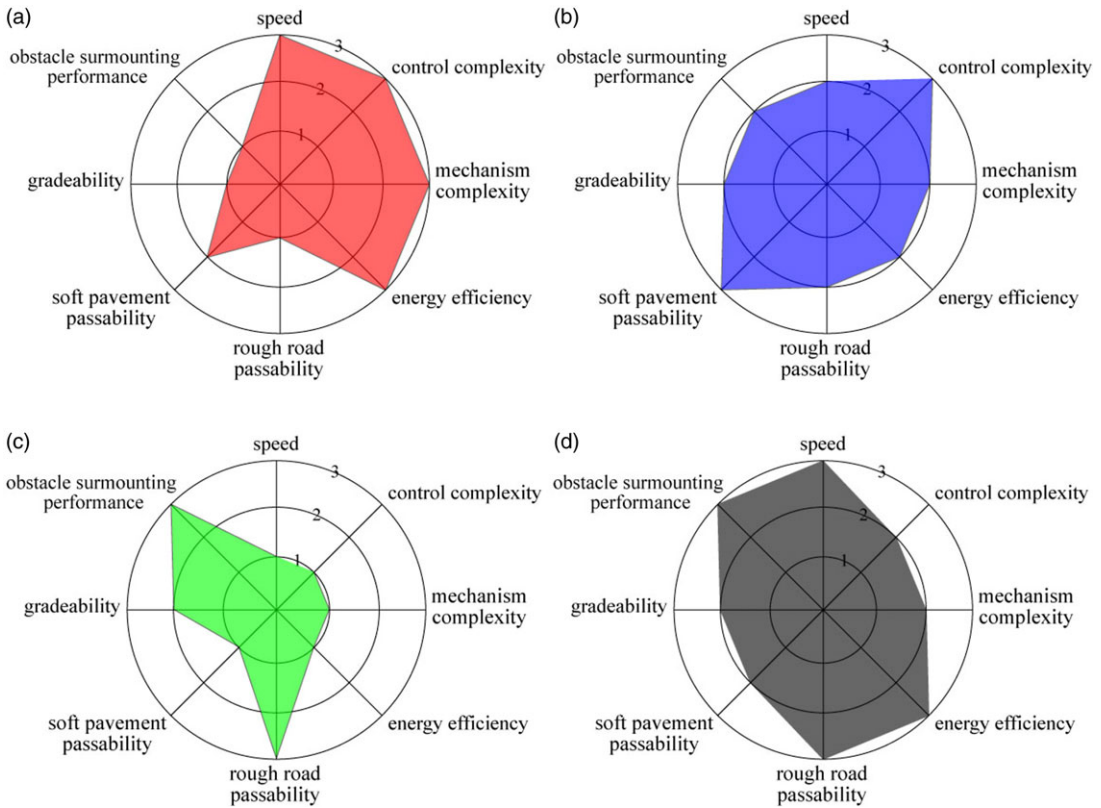 (a)
speed
3
obstacle surmounting
performance
control complexity
2
1
gradeability
mechanism
complexity
soft pavement
passability
energy efficiency
rough road
passability
(b)
speed
3
obstacle surmounting
performance
control complexity
2
1
gradeability
mechanism
complexity
soft pavement
passability
energy efficiency
rough road
passability
(c)
speed
3
obstacle surmounting
performance
control complexity
2
1
gradeability
mechanism
complexity
soft pavement
passability
energy efficiency
rough road
passability
(d)
speed
3
obstacle surmounting
performance
control complexity
2
1
gradeability
mechanism
complexity
soft pavement
passability
energy efficiency
rough road
passability